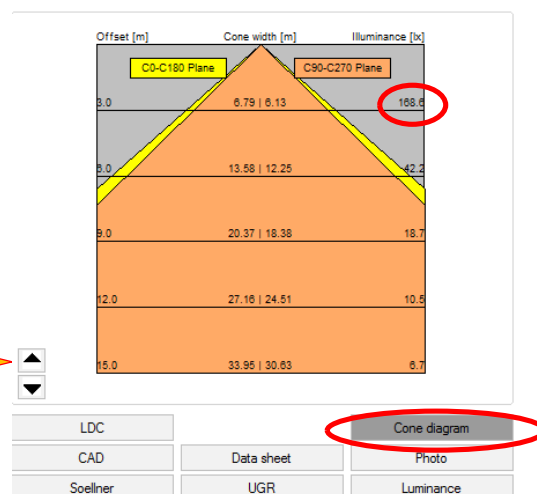 Offset [m] Cone width [m] Illuminance [lx]
C0-C180 Plane C90-C270 Plane
3.0 6.79 | 6.13 168.6
6.0 13.58 | 12.25 42.2
9.0 20.37 | 18.38 18.7
12.0 27.16 | 24.51 10.5
15.0 33.95 | 30.63 6.7
LDC Cone diagram
CAD Data sheet Photo
Soellner UGR Luminance